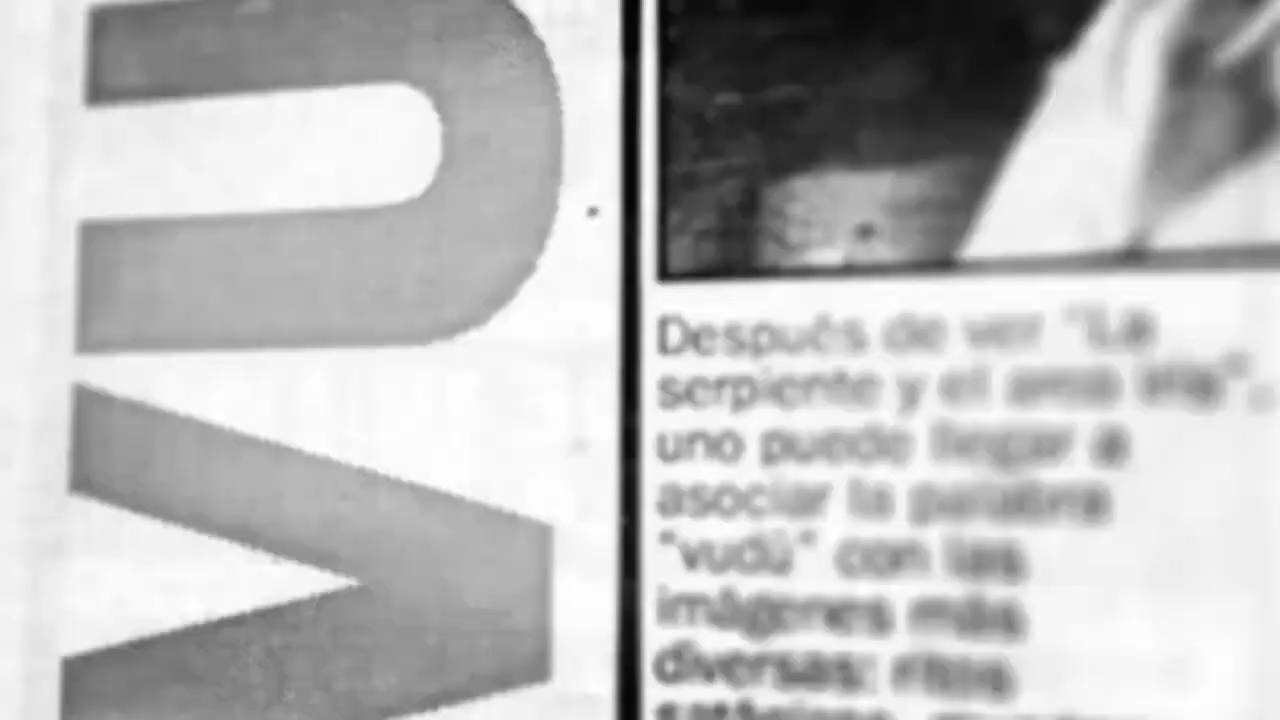 VU
Después de ver "La
serpiente y el arco iris",
uno puede llegar a
asociar la palabra
"vudú" con las
imágenes más
diversas: ritos